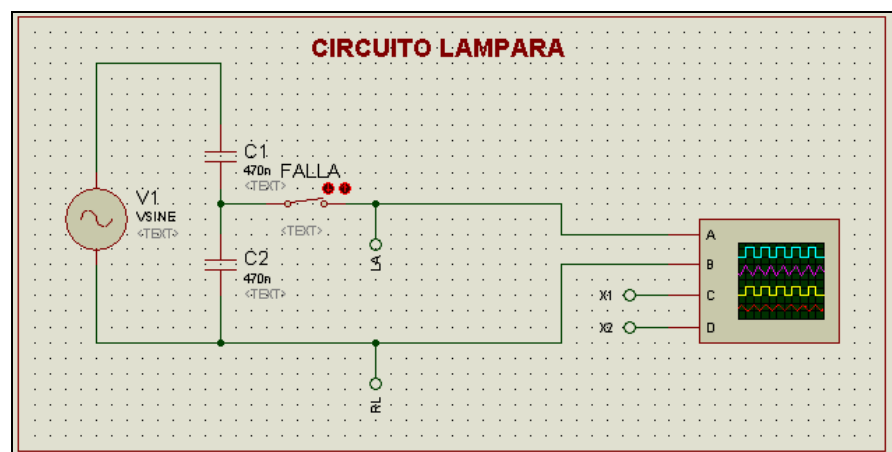 CIRCUITO LAMPARA
C1
470n
<TEXT>
FALLA
<TEXT>
V1
VSINE
<TEXT>
C2
470n
<TEXT>
LA
RL
X1
X2
A
B
C
D